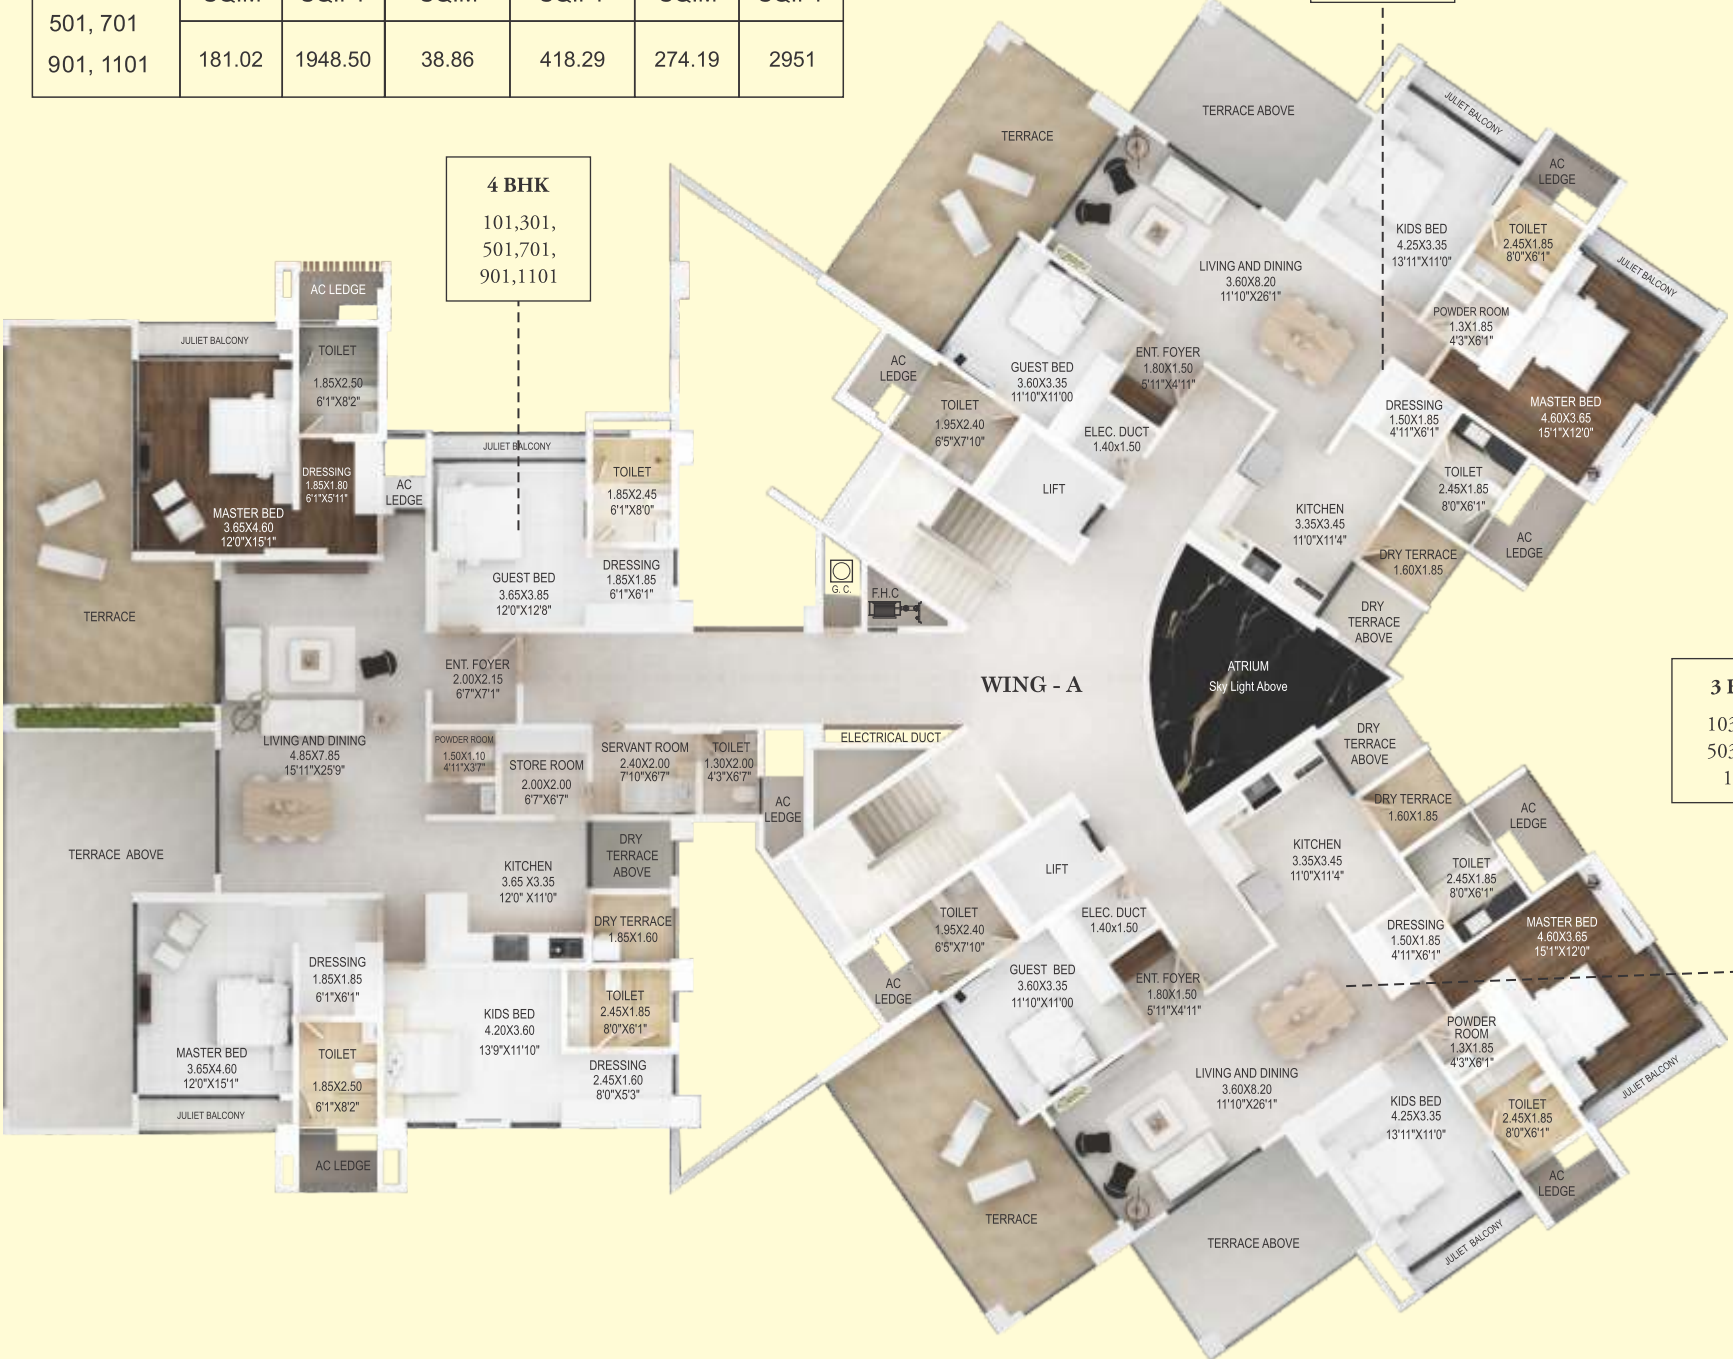 501, 701
901, 1101
181.02 1948.50 38.86 418.29 274.19 2951
4 BHK
101,301,
501,701,
901,1101
AC LEDGE
JULIET BALCONY
TOILET
1.85X2.50
6'1"X8'2"
DRESSING
1.85X1.80
6'1"X5'11"
MASTER BED
3.65X4.60
12'0"X15'1"
AC
LEDGE
JULIET BALCONY
TOILET
1.85X2.45
6'1"X8'0"
GUEST BED
3.65X3.85
12'0"X12'8"
DRESSING
1.85X1.85
6'1"X6'1"
TERRACE
ENT. FOYER
2.00X2.15
6'7"X7'1"
LIVING AND DINING
4.85X7.85
15'11"X25'9"
POWDER ROOM
1.50X1.10
4'11"X3'7"
STORE ROOM
2.00X2.00
6'7"X6'7"
SERVANT ROOM
2.40X2.00
7'10"X6'7"
TOILET
1.30X2.00
4'3"X6'7"
AC
LEDGE
TERRACE ABOVE
KITCHEN
3.65 X3.35
12'0" X11'0"
DRY
TERRACE
ABOVE
DRY TERRACE
1.85X1.60
DRESSING
1.85X1.85
6'1"X6'1"
TOILET
2.45X1.85
8'0"X6'1"
KIDS BED
4.20X3.60
13'9"X11'10"
MASTER BED
3.65X4.60
12'0"X15'1"
TOILET
1.85X2.50
6'1"X8'2"
DRESSING
2.45X1.60
8'0"X5'3"
JULIET BALCONY
AC LEDGE
G. C.
F.H.C
WING - A
ELECTRICAL DUCT
ATRIUM
Sky Light Above
TERRACE
TERRACE ABOVE
JULIET BALCONY
AC
LEDGE
KIDS BED
4.25X3.35
13'11"X11'0"
TOILET
2.45X1.85
8'0"X6'1"
JULIET BALCONY
LIVING AND DINING
3.60X8.20
11'10"X26'1"
POWDER ROOM
1.3X1.85
4'3"X6'1"
AC
LEDGE
GUEST BED
3.60X3.35
11'10"X11'00
ENT. FOYER
1.80X1.50
5'11"X4'11"
TOILET
1.95X2.40
6'5"X7'10"
ELEC. DUCT
1.40x1.50
DRESSING
1.50X1.85
4'11"X6'1"
MASTER BED
4.60X3.65
15'1"X12'0"
LIFT
TOILET
2.45X1.85
8'0"X6'1"
KITCHEN
3.35X3.45
11'0"X11'4"
AC
LEDGE
DRY TERRACE
1.60X1.85
DRY
TERRACE
ABOVE
3
103
503
1
DRY
TERRACE
ABOVE
DRY TERRACE
1.60X1.85
AC
LEDGE
KITCHEN
3.35X3.45
11'0"X11'4"
TOILET
2.45X1.85
8'0"X6'1"
LIFT
TOILET
1.95X2.40
6'5"X7'10"
ELEC. DUCT
1.40x1.50
DRESSING
1.50X1.85
4'11"X6'1"
MASTER BED
4.60X3.65
15'1"X12'0"
AC
LEDGE
GUEST BED
3.60X3.35
11'10"X11'00
ENT. FOYER
1.80X1.50
5'11"X4'11"
POWDER
ROOM
1.3X1.85
4'3"X6'1"
LIVING AND DINING
3.60X8.20
11'10"X26'1"
JULIET BALCONY
KIDS BED
4.25X3.35
13'11"X11'0"
TOILET
2.45X1.85
8'0"X6'1"
AC
LEDGE
TERRACE
TERRACE ABOVE
JULIET BALCONY